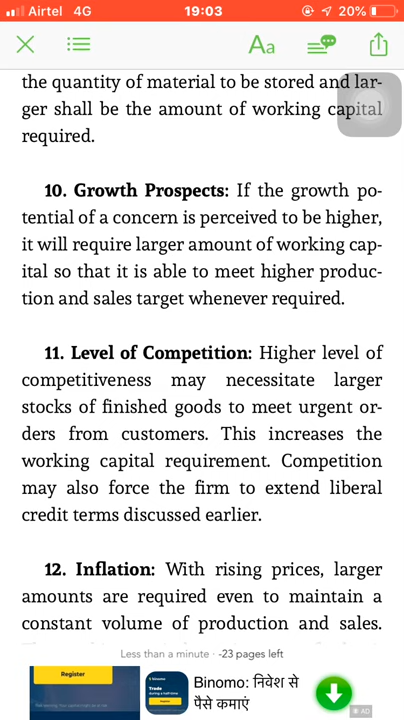 Airtel 4G 19:03 20%
Aa
the quantity of material to be stored and lar-
ger shall be the amount of working capital
required.
10. Growth Prospects: If the growth po-
tential of a concern is perceived to be higher,
it will require larger amount of working cap-
ital so that it is able to meet higher produc-
tion and sales target whenever required.
11. Level of Competition: Higher level of
competitiveness may necessitate larger
stocks of finished goods to meet urgent or-
ders from customers. This increases the
working capital requirement. Competition
may also force the firm to extend liberal
credit terms discussed earlier.
12. Inflation: With rising prices, larger
amounts are required even to maintain a
constant volume of production and sales.
Less than a minute · -23 pages left
Register
binomo
Trade
Binomo: निवेश से
पैसे कमाएं
AD